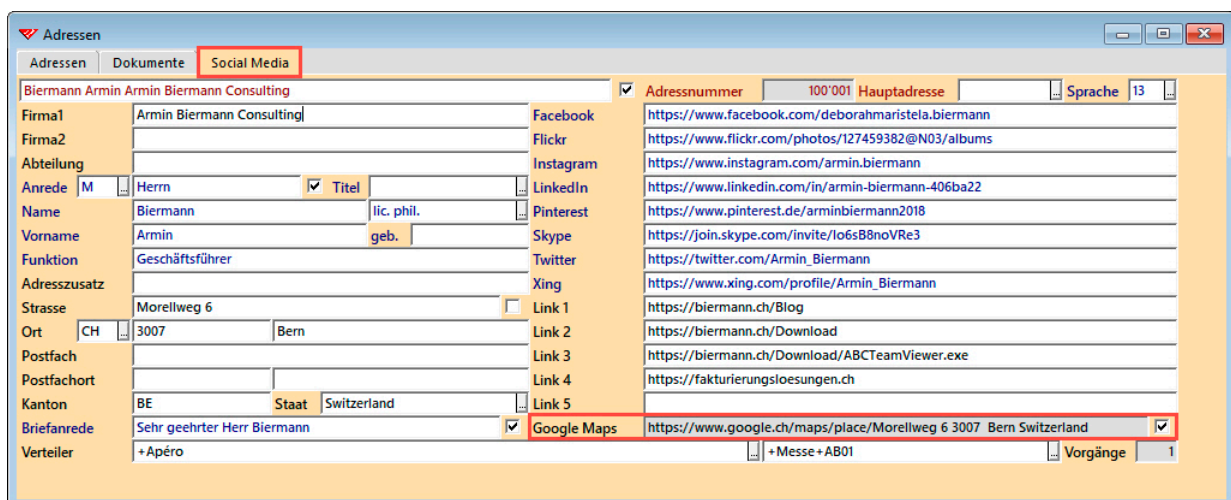 Adressen
Adressen Dokumente Social Media
Biermann Armin Armin Biermann Consulting Adressnummer 100'001 Hauptadresse Sprache 13
Firma1 Armin Biermann Consulting Facebook https://www.facebook.com/deborahmaristela.biermann
Firma2 Flickr https://www.flickr.com/photos/127459382@N03/albums
Abteilung Instagram https://www.instagram.com/armin.biermann
Anrede M Herrn Titel LinkedIn https://www.linkedin.com/in/armin-biermann-406ba22
Name Biermann lic. phil. Pinterest https://www.pinterest.de/arminbiermann2018
Vorname Armin geb. Skype https://join.skype.com/invite/Io6sB8noVRe3
Funktion Geschäftsführer Twitter https://twitter.com/Armin_Biermann
Adresszusatz Xing https://www.xing.com/profile/Armin_Biermann
Strasse Morellweg 6 Link 1 https://biermann.ch/Blog
Ort CH 3007 Bern Link 2 https://biermann.ch/Download
Postfach Link 3 https://biermann.ch/Download/ABCTeamViewer.exe
Postfachort Link 4 https://fakturierungsloesungen.ch
Kanton BE Staat Switzerland Link 5
Briefanrede Sehr geehrter Herr Biermann Google Maps https://www.google.ch/maps/place/Morellweg 6 3007 Bern Switzerland
Verteiler +Apéro +Messe+AB01 Vorgänge 1